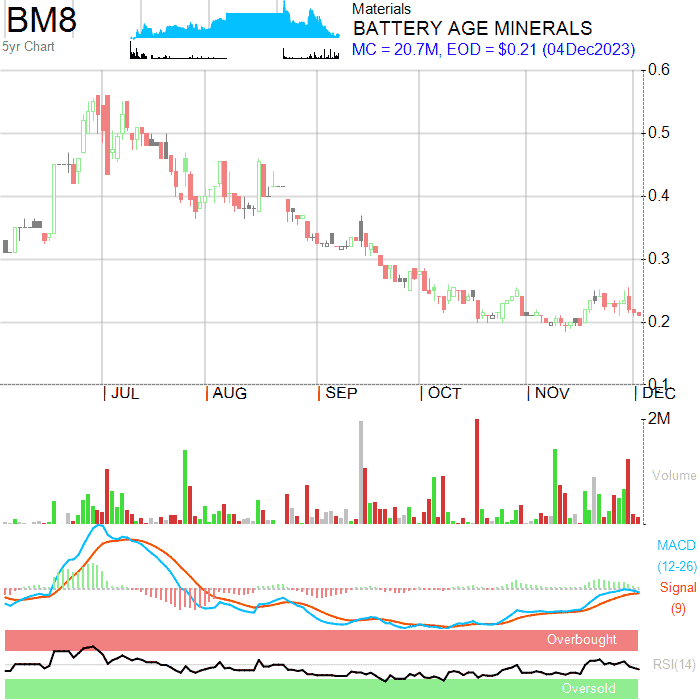 BM8
5yr Chart
Materials
BATTERY AGE MINERALS
MC = 20.7M, EOD = $0.21 (04Dec2023)
0.6
0.5
0.4
0.3
0.2
0.1
JUL AUG SEP OCT NOV DEC
2M
Volume
MACD
(12-26)
Signal
(9)
Overbought
RSI(14)
Oversold